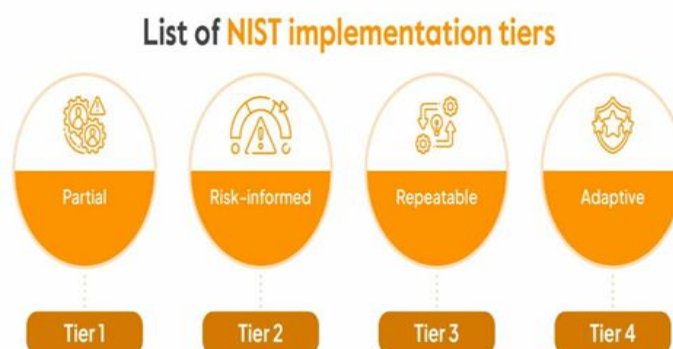 List of NIST implementation tiers
Partial
Risk-informed
Repeatable
Adaptive
Tier 1
Tier 2
Tier 3
Tier 4